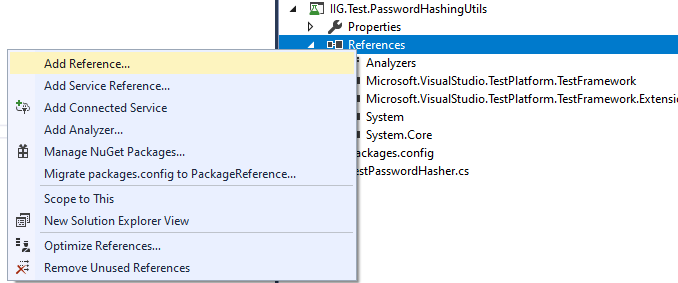 IIG.Test.PasswordHashingUtils
Properties
References
Analyzers
Microsoft.VisualStudio.TestPlatform.TestFramework
Microsoft.VisualStudio.TestPlatform.TestFramework.Extensio
System
System.Core
ackages.config
estPasswordHasher.cs
Add Reference...
Add Service Reference...
Add Connected Service
Add Analyzer...
Manage NuGet Packages...
Migrate packages.config to PackageReference...
Scope to This
New Solution Explorer View
Optimize References...
Remove Unused References